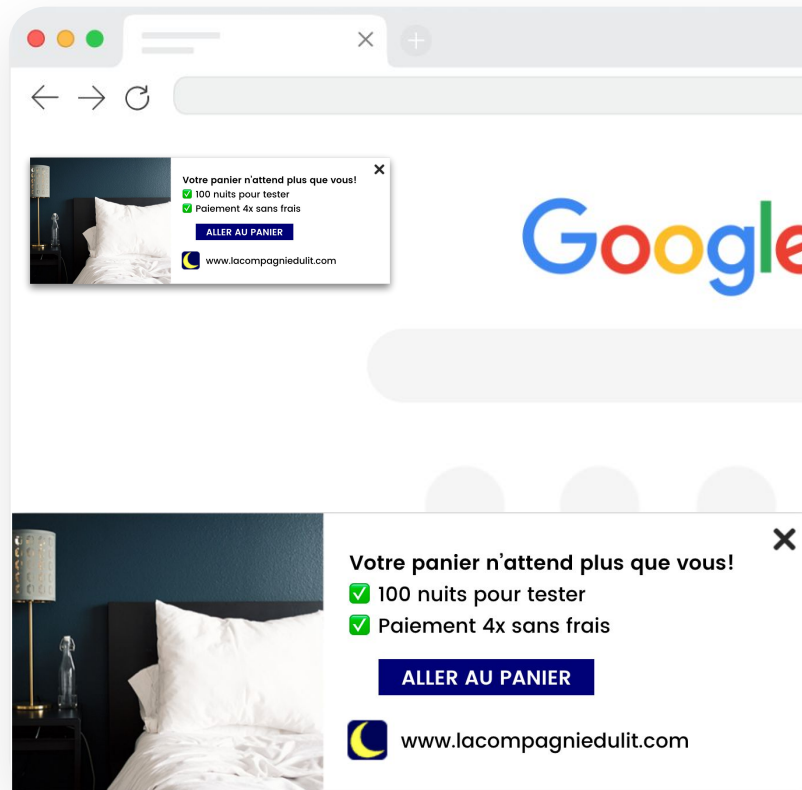 Votre panier n'attend plus que vous!
✅ 100 nuits pour tester
✅ Paiement 4x sans frais
ALLER AU PANIER
www.lacompagniedulit.com
Google
Votre panier n'attend plus que vous!
✅ 100 nuits pour tester
✅ Paiement 4x sans frais
ALLER AU PANIER
www.lacompagniedulit.com